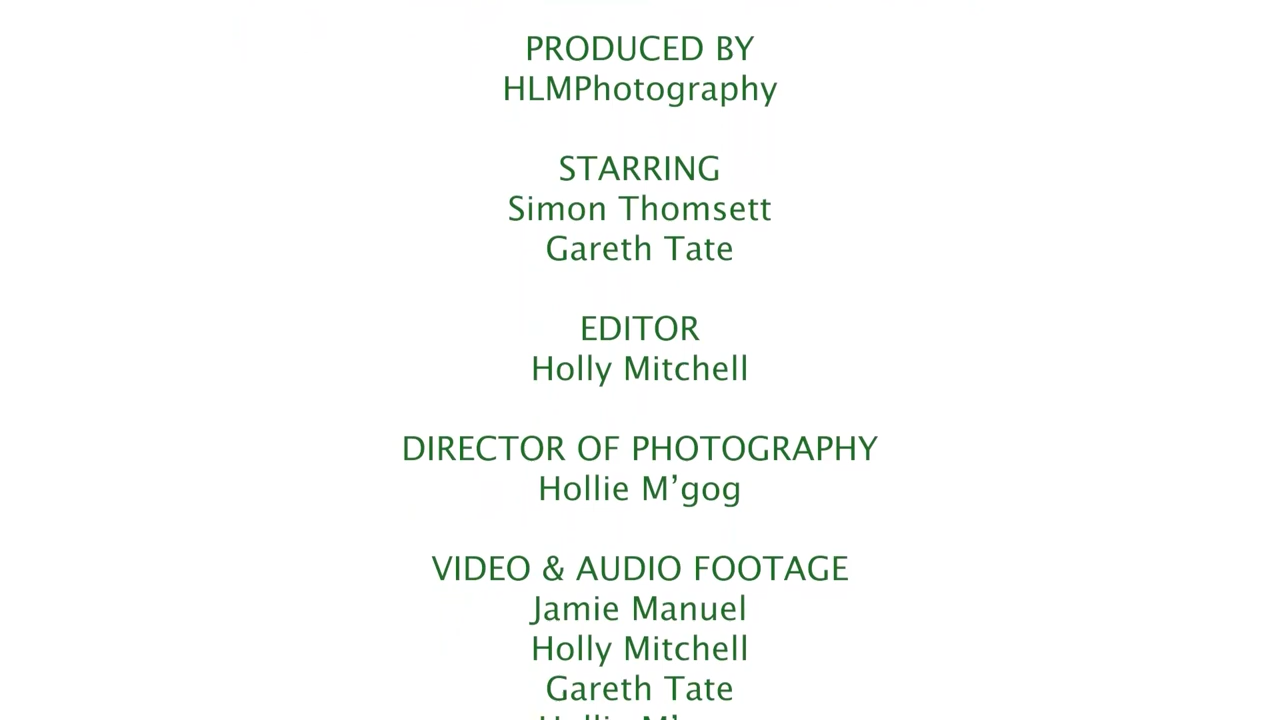 PRODUCED BY
HLMPhotography
STARRING
Simon Thomsett
Gareth Tate
EDITOR
Holly Mitchell
DIRECTOR OF PHOTOGRAPHY
Hollie M’gog
VIDEO & AUDIO FOOTAGE
Jamie Manuel
Holly Mitchell
Gareth Tate